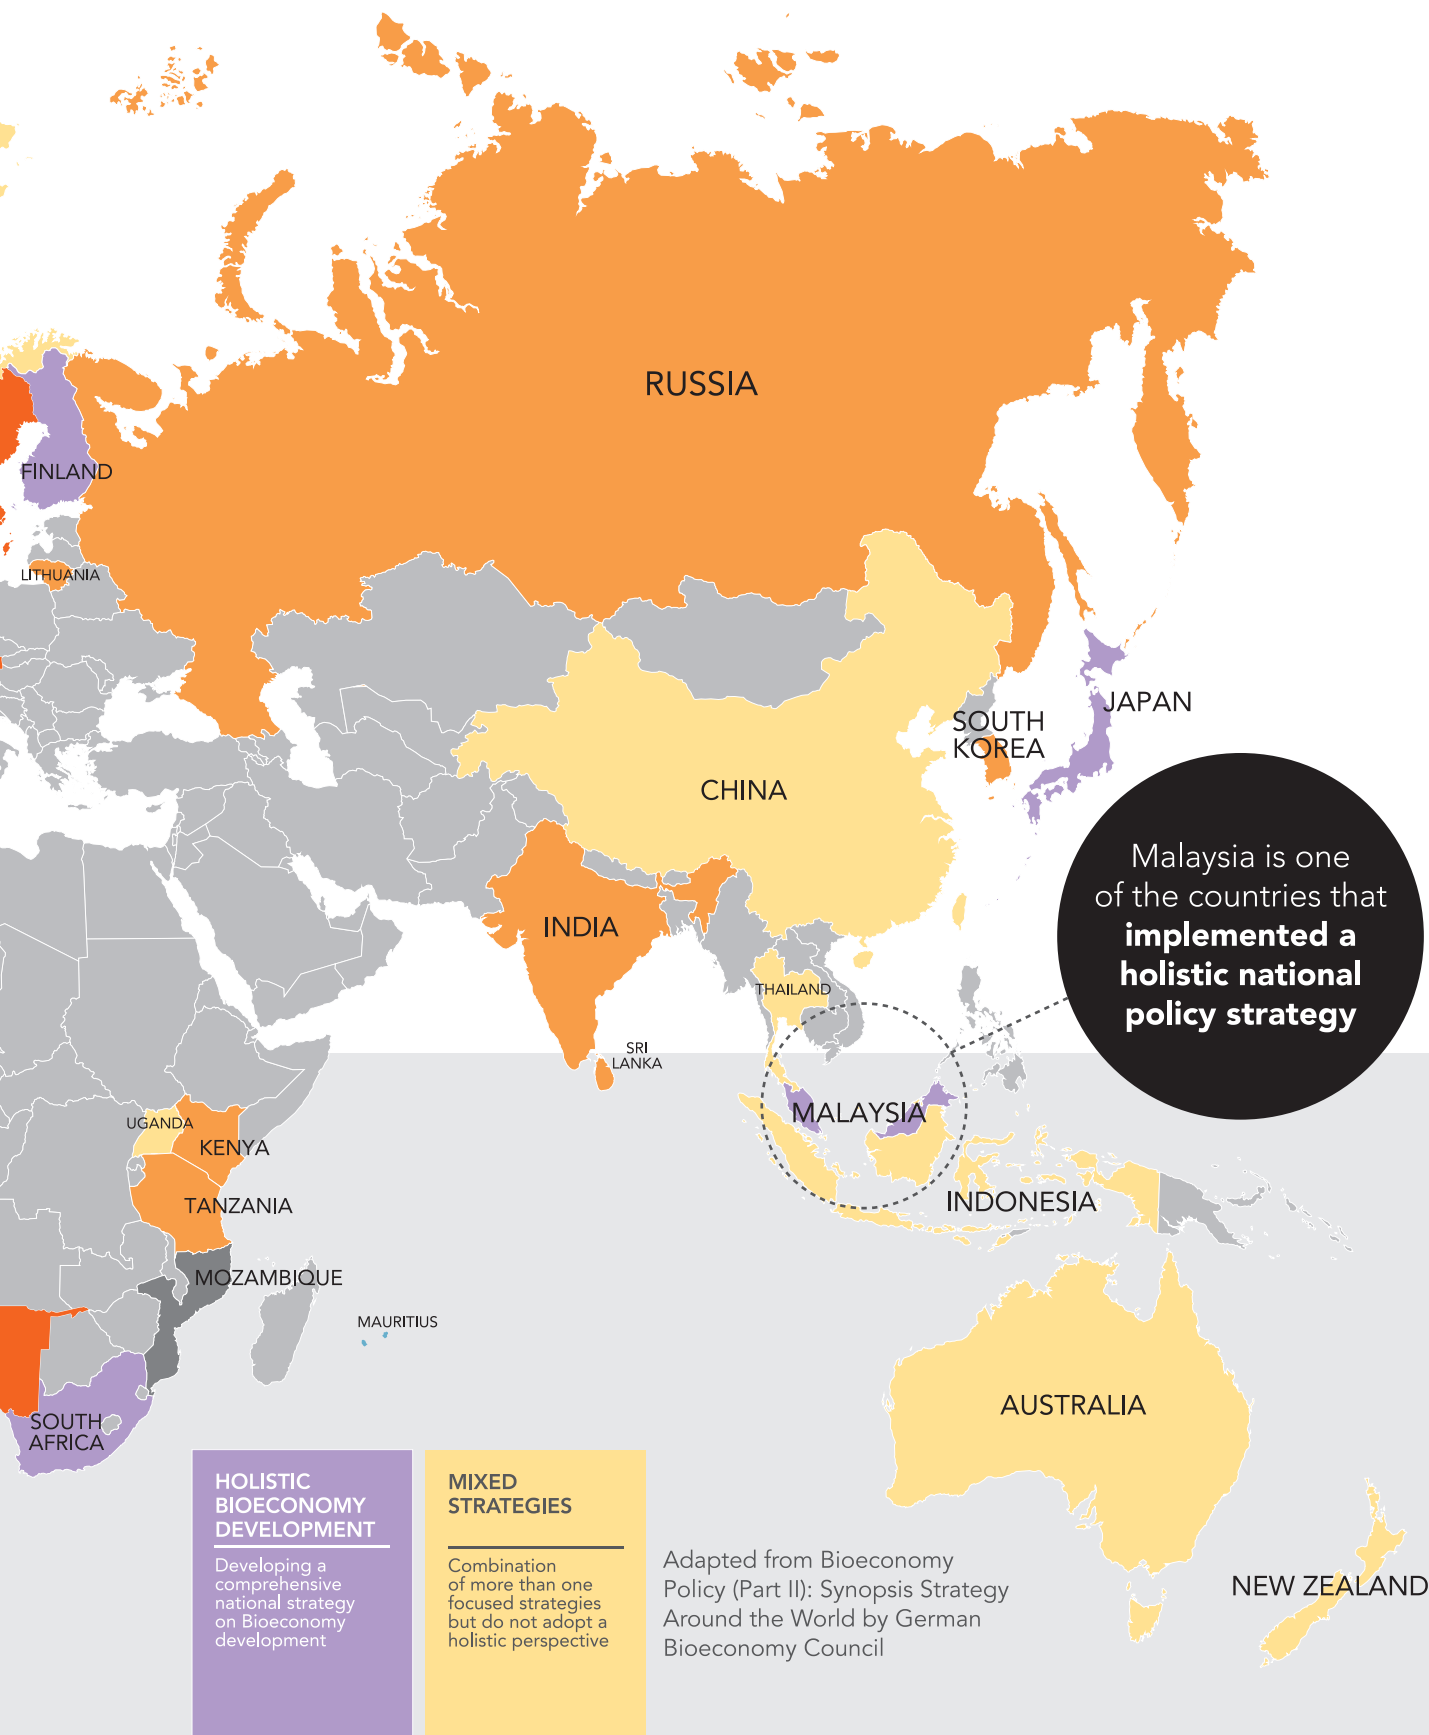 RUSSIA
FINLAND
LITHUANIA
JAPAN
SOUTH
KOREA
CHINA
Malaysia is one
of the countries that
implemented a
holistic national
policy strategy
INDIA
THAILAND
SRI
LANKA
UGANDA
MALAYSIA
KENYA
TANZANIA
INDONESIA
MOZAMBIQUE
MAURITIUS
AUSTRALIA
SOUTH
AFRICA
HOLISTIC
BIOECONOMY
DEVELOPMENT
Developing a
comprehensive
national strategy
on Bioeconomy
development
MIXED
STRATEGIES
Combination
of more than one
focused strategies
but do not adopt a
holistic perspective
Adapted from Bioeconomy
Policy (Part II): Synopsis Strategy
Around the World by German
Bioeconomy Council
NEW ZEALAND